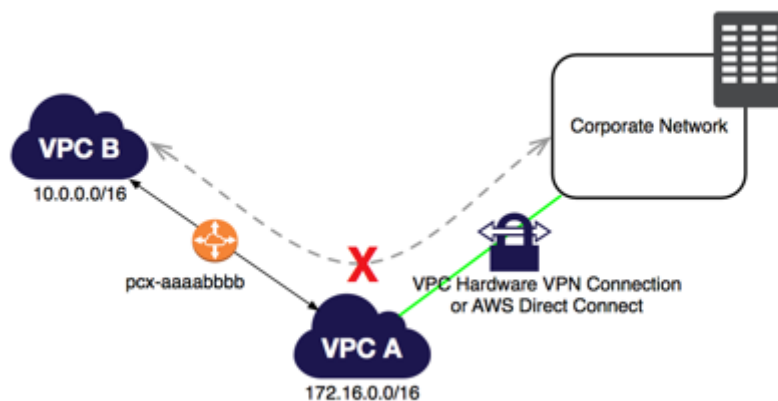 Corporate Network
VPC B
10.0.0.0/16
X
pcx-aaaabbbb
VPC Hardware VPN Connection
or AWS Direct Connect
VPC A
172.16.0.0/16